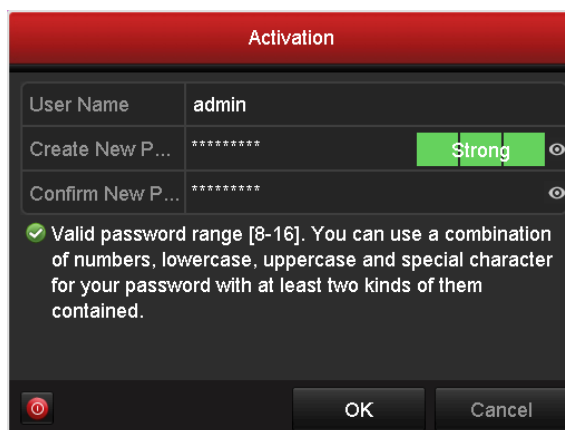 Activation
User Name admin
Create New P... ********* Strong
Confirm New P... *********
Valid password range [8-16]. You can use a combination
of numbers, lowercase, uppercase and special character
for your password with at least two kinds of them
contained.
OK Cancel